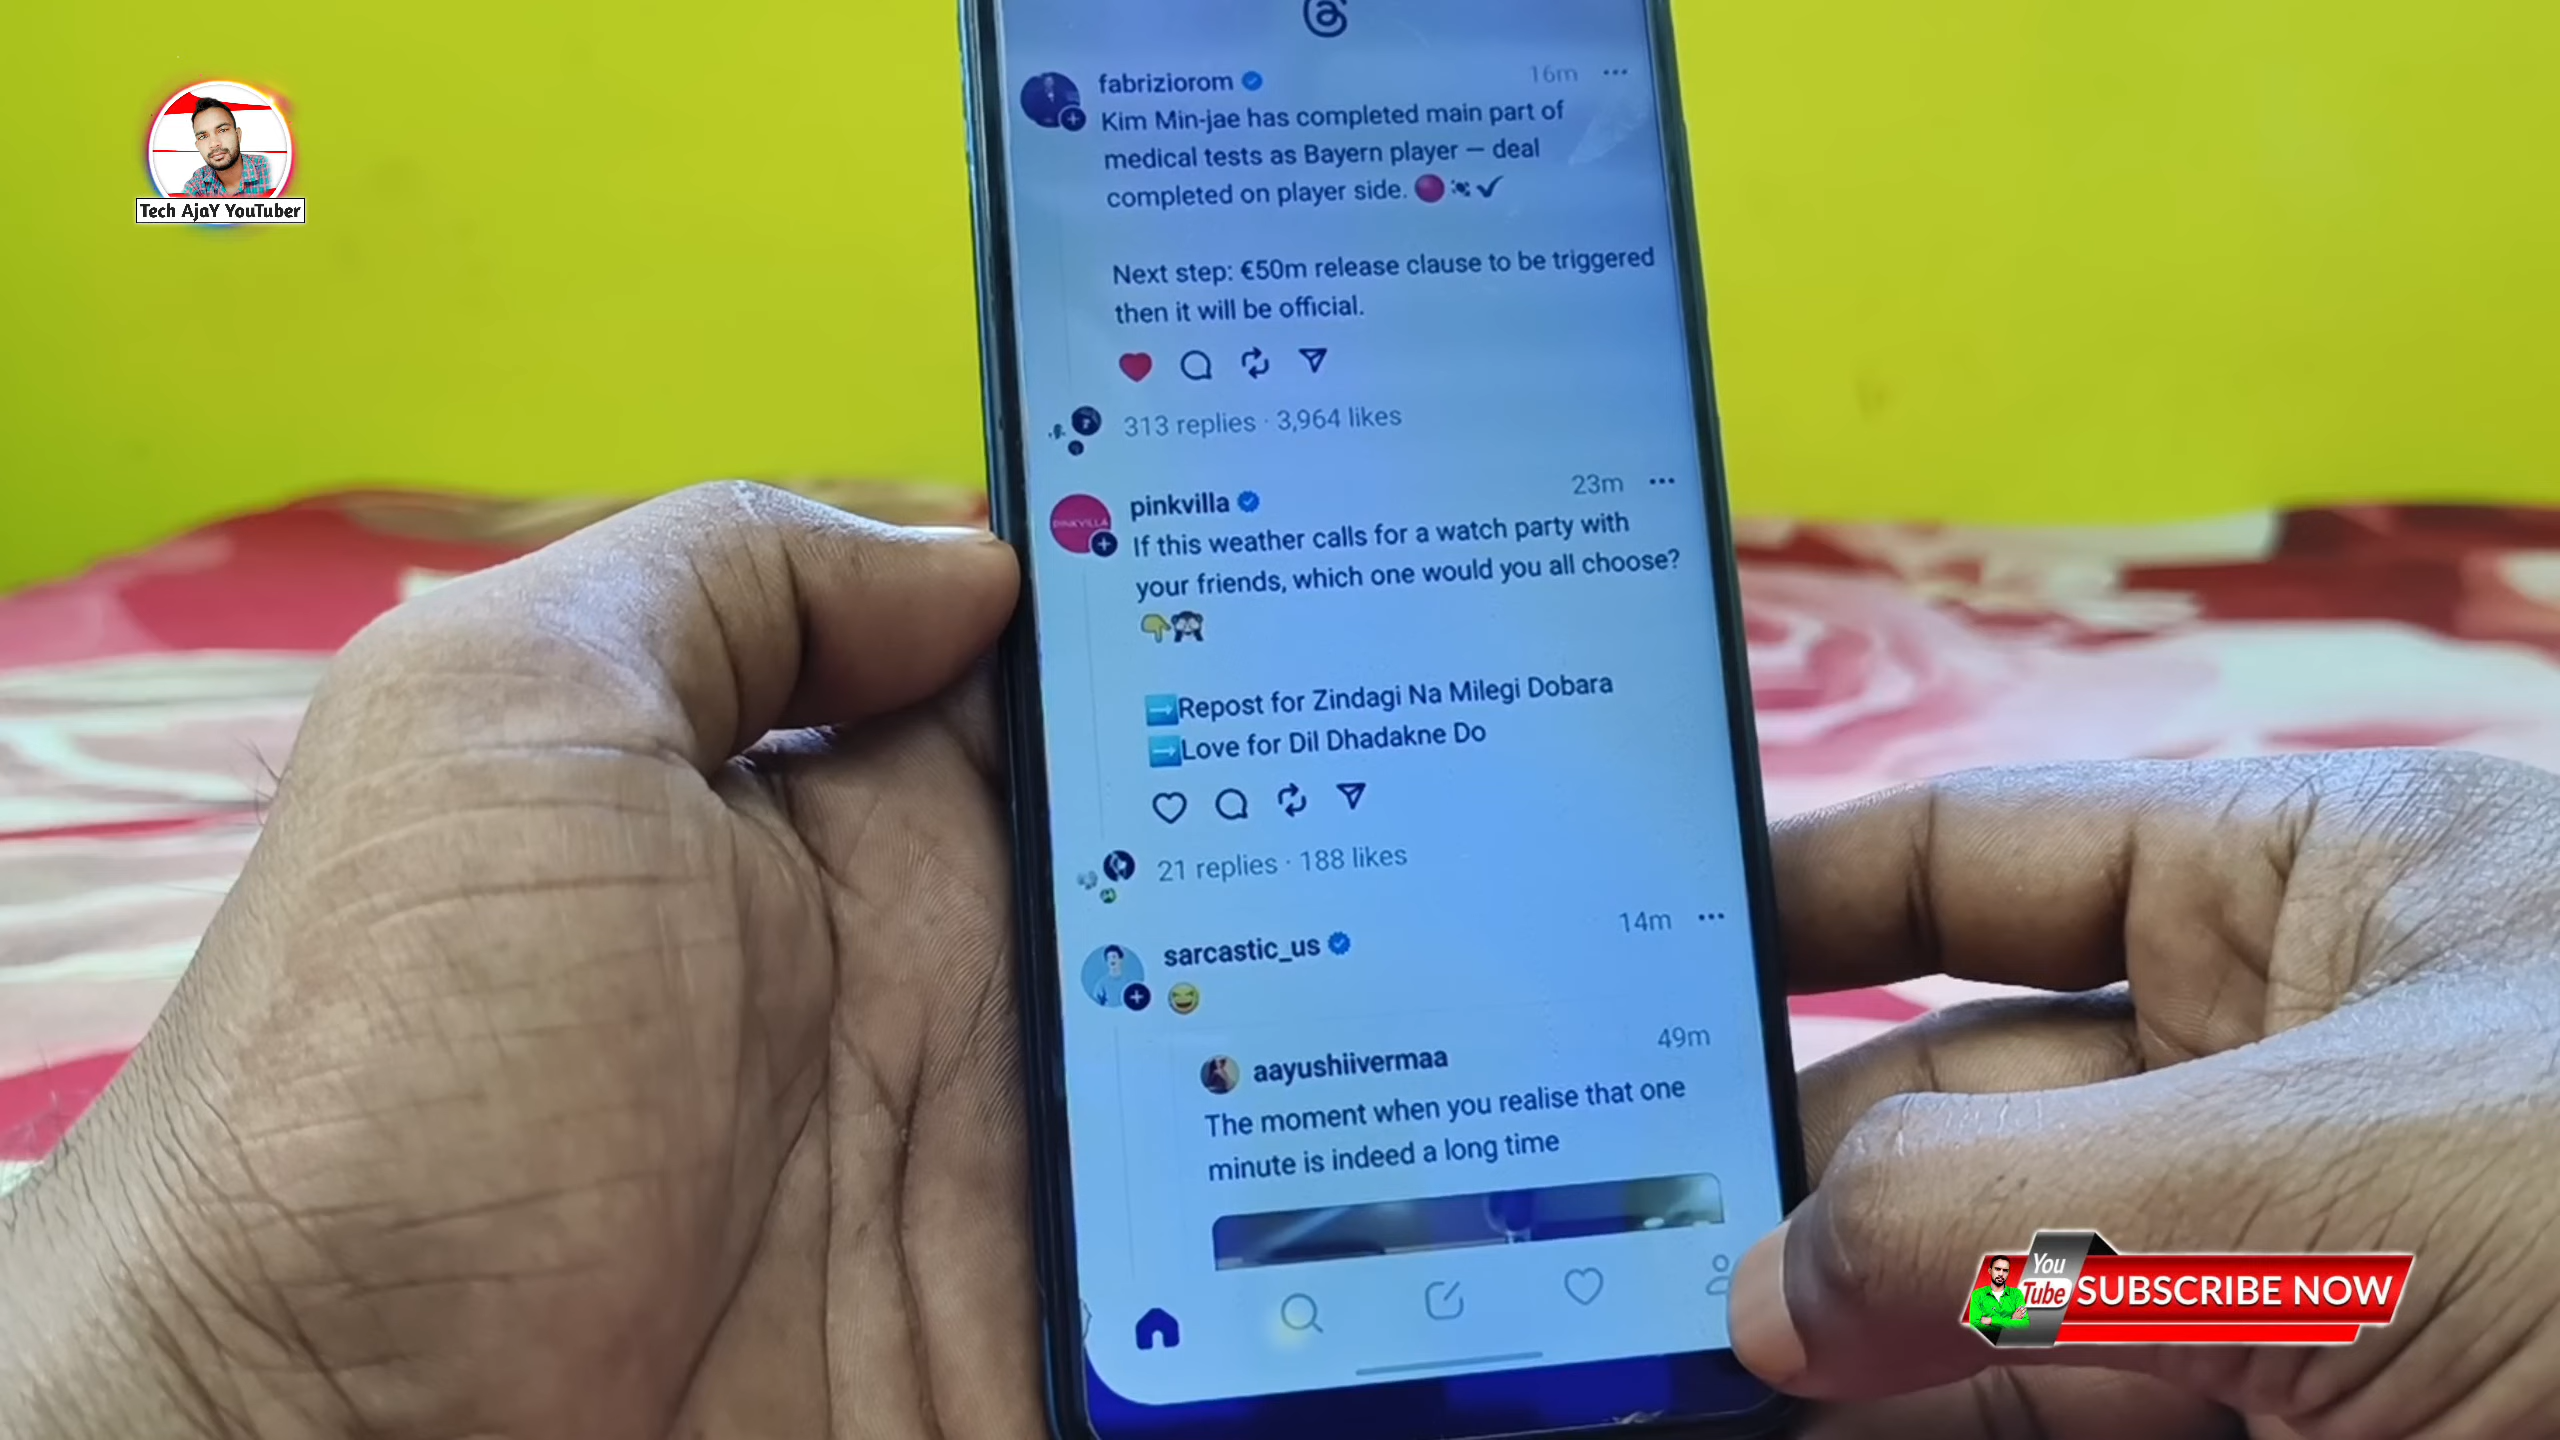 Tech AjaY YouTuber
fabriziorom
16m
Kim Min-jae has completed main part of
medical tests as Bayern player — deal
completed on player side. 🔴 ✔
Next step: €50m release clause to be triggered
then it will be official.
313 replies · 3,964 likes
pinkvilla
23m
PINKVILLA
If this weather calls for a watch party with
your friends, which one would you all choose?
👇🙈
➡️Repost for Zindagi Na Milegi Dobara
➡️Love for Dil Dhadakne Do
21 replies · 188 likes
sarcastic_us
14m
😆
aayushiivermaa
49m
The moment when you realise that one
minute is indeed a long time
You
Tube
SUBSCRIBE NOW